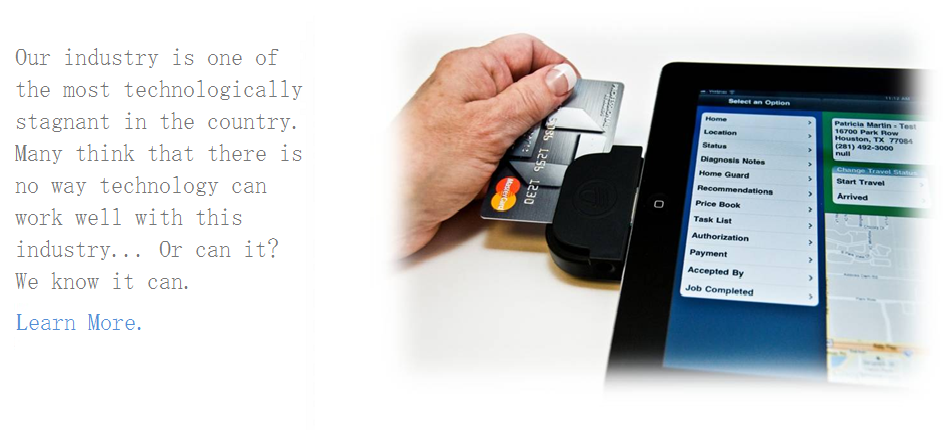 Our industry is one of
the most technologically
stagnant in the country.
Many think that there is
no way technology can
work well with this
industry... Or can it?
We know it can.
Learn More.
MasterCard
Select an Option
Home
Location
Status
Diagnosis Notes
Home Guard
Recommendations
Price Book
Task List
Authorization
Payment
Accepted By
Job Completed
Patricia Martin - Test
16700 Park Row
Houston, TX 77084
(281) 492-3000
null
Change Travel Status
Start Travel
Arrived